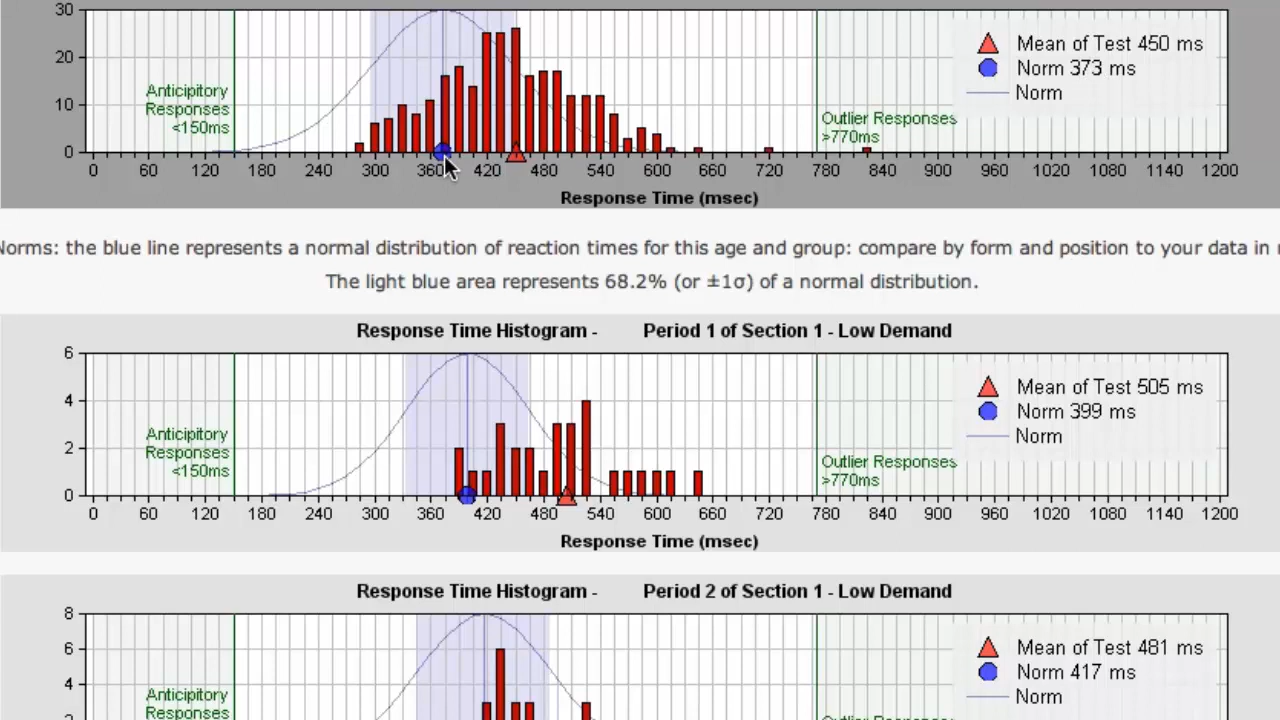 30
20
10
0
Anticipitory
Responses
<150ms
Outlier Responses
>770ms
Mean of Test 450 ms
Norm 373 ms
Norm
0 60 120 180 240 300 360 420 480 540 600 660 720 780 840 900 960 1020 1080 1140 1200
Response Time (msec)
Norms: the blue line represents a normal distribution of reaction times for this age and group: compare by form and position to your data in
The light blue area represents 68.2% (or ±1σ) of a normal distribution.
Response Time Histogram - Period 1 of Section 1 - Low Demand
6
4
2
0
Anticipitory
Responses
<150ms
Outlier Responses
>770ms
Mean of Test 505 ms
Norm 399 ms
Norm
0 60 120 180 240 300 360 420 480 540 600 660 720 780 840 900 960 1020 1080 1140 1200
Response Time (msec)
Response Time Histogram - Period 2 of Section 1 - Low Demand
8
6
4
Anticipitory
Responses
Mean of Test 481 ms
Norm 417 ms
Norm